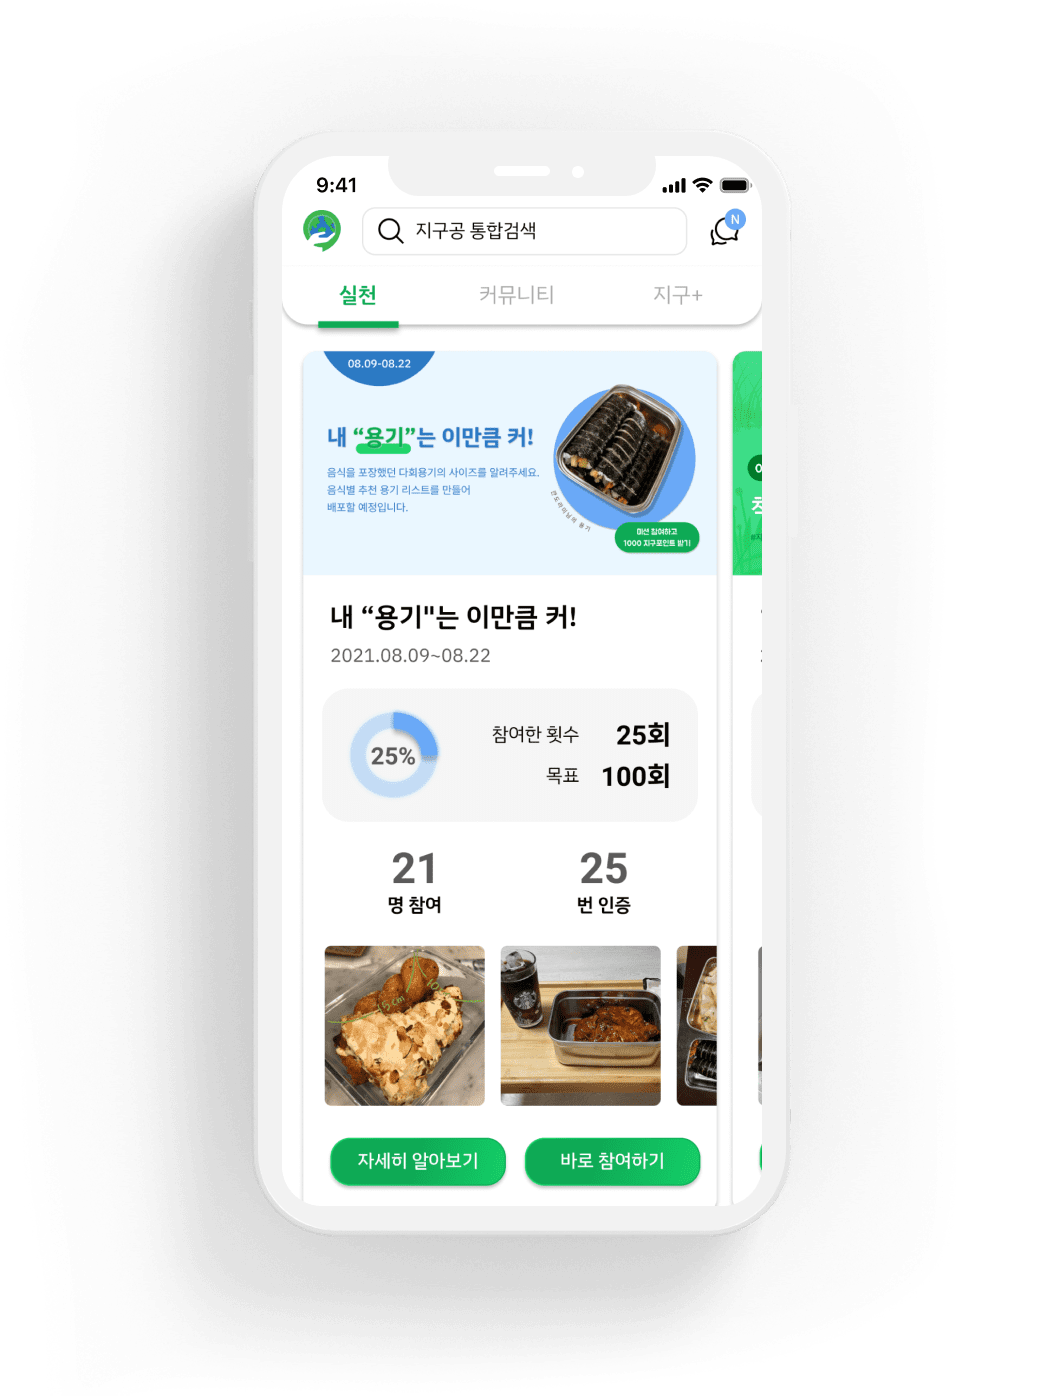 9:41
지구공 통합검색
N
실천
커뮤니티
지구+
08.09-08.22
내 “용기”는 이만큼 커!
음식을 포장했던 다회용기의 사이즈를 알려주세요.
음식별 추천 용기 리스트를 만들어
배포할 예정입니다.
미션 참여하고
1000 지구포인트 받기
내 “용기"는 이만큼 커!
2021.08.09~08.22
25%
참여한 횟수 25회
목표 100회
21
명 참여
25
번 인증
15cm
자세히 알아보기
바로 참여하기